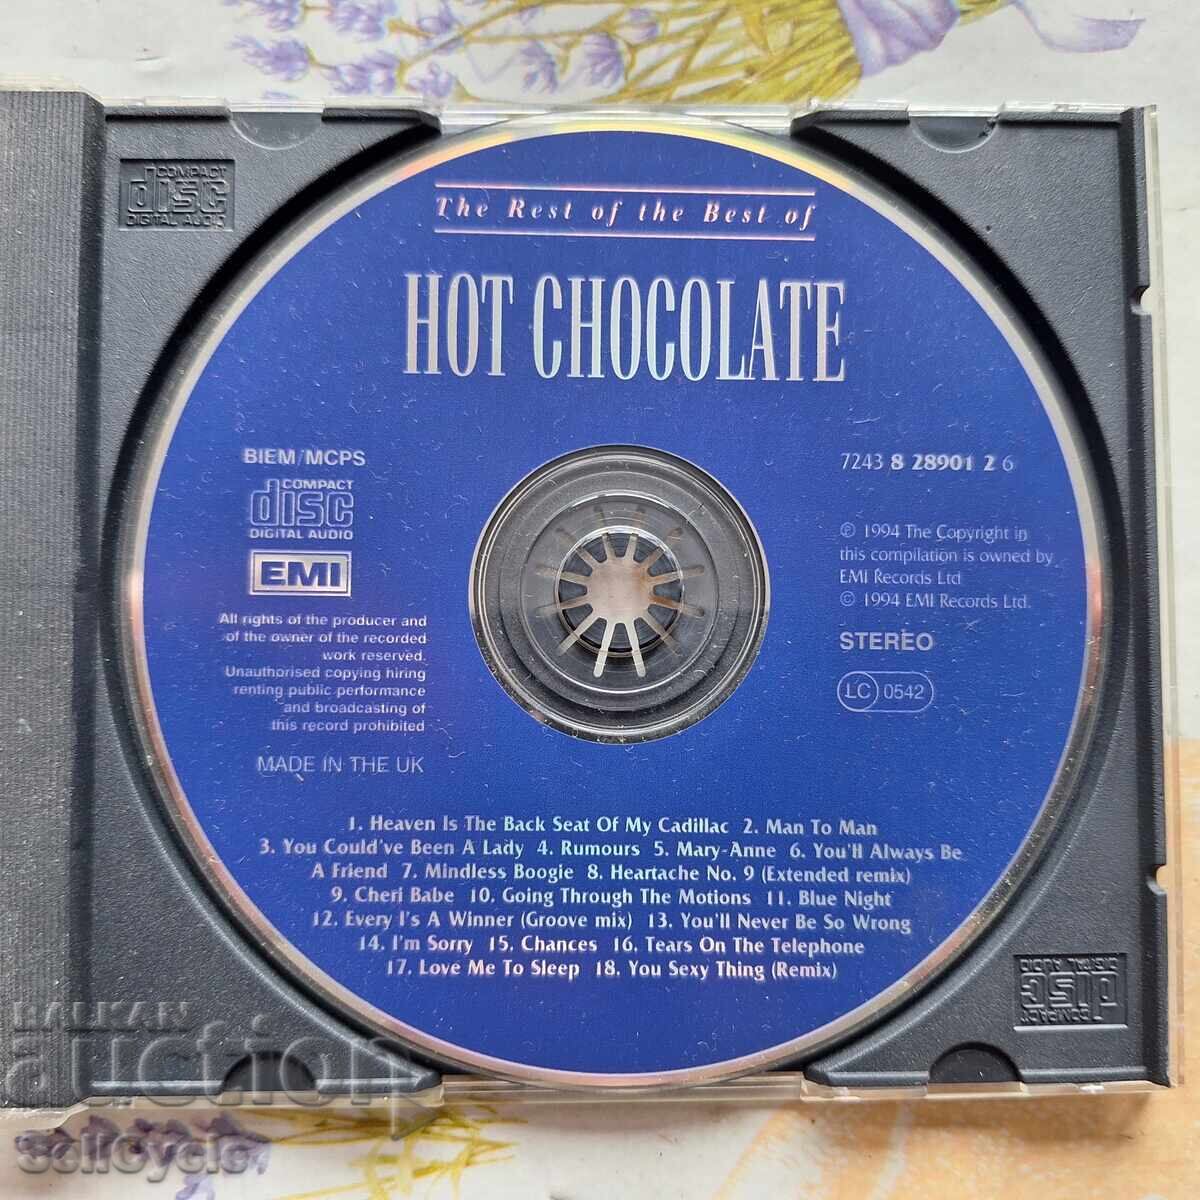 COMPACT
disc
DIGITAL AUDIO
The Rest of the Best of
HOT CHOCOLATE
BIEM/MCPS
COMPACT
disc
DIGITAL AUDIO
EMI
All rights of the producer and
of the owner of the recorded
work reserved.
Unauthorised copying hiring
renting public performance
and broadcasting of
this record prohibited
MADE IN THE UK
7243 8 28901 2 6
℗ 1994 The Copyright in
this compilation is owned by
EMI Records Ltd.
© 1994 EMI Records Ltd.
STEREO
LC 0542
1. Heaven Is The Back Seat Of My Cadillac 2. Man To Man
3. You Could've Been A Lady 4. Rumours 5. Mary-Anne 6. You'll Always Be
A Friend 7. Mindless Boogie 8. Heartache No. 9 (Extended remix)
9. Cheri Babe 10. Going Through The Motions 11. Blue Night
12. Every 1's A Winner (Groove mix) 13. You'll Never Be So Wrong
14. I'm Sorry 15. Chances 16. Tears On The Telephone
17. Love Me To Sleep 18. You Sexy Thing (Remix)
COMPACT
disc
DIGITAL AUDIO
BALKAN
auction
sellCycle